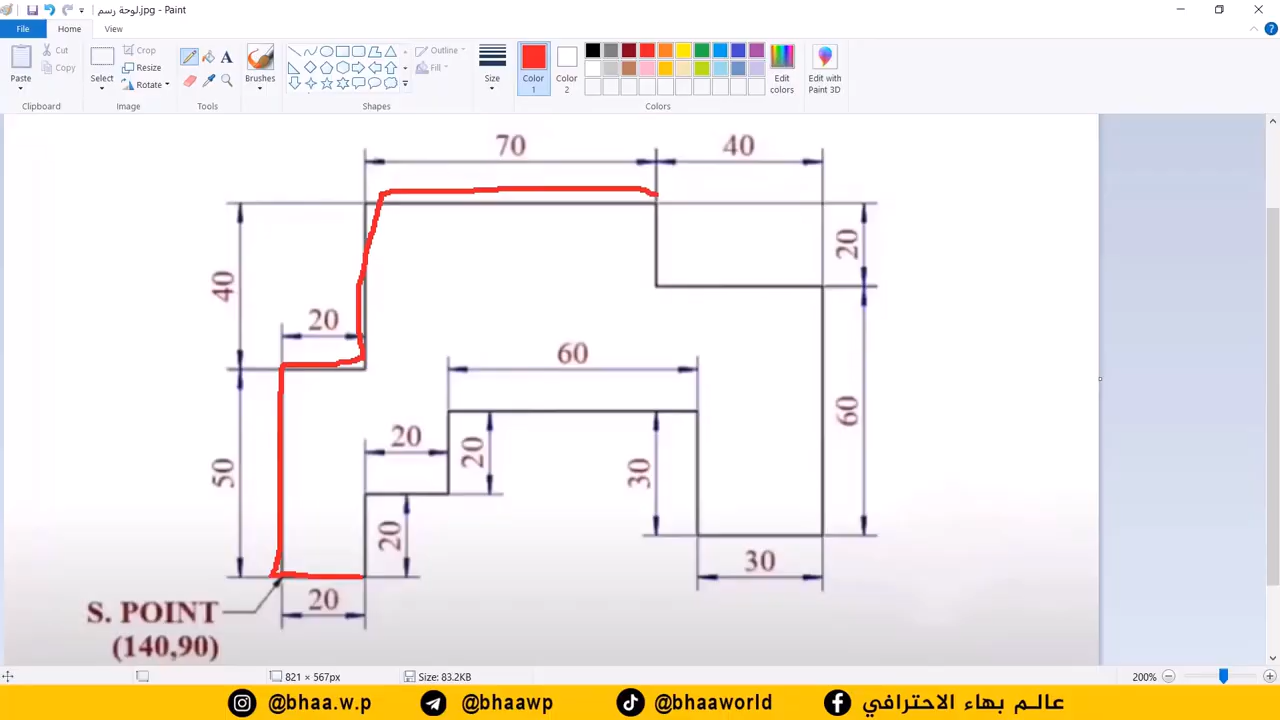 لوحة رسم.jpg - Paint
File Home View
Paste Cut Copy Clipboard
Select Crop Resize Rotate Image
Tools
Brushes
Outline Fill Shapes
Size
Color 1 Color 2 Colors
Edit colors
Edit with Paint 3D
70 40
20
40
20
60
60
20
20
50
30
20
30
20
S. POINT
(140,90)
821 × 567px Size: 83.2KB 200%
@bhaa.w.p @bhaawp @bhaaworld عالم بهاء الاحترافي